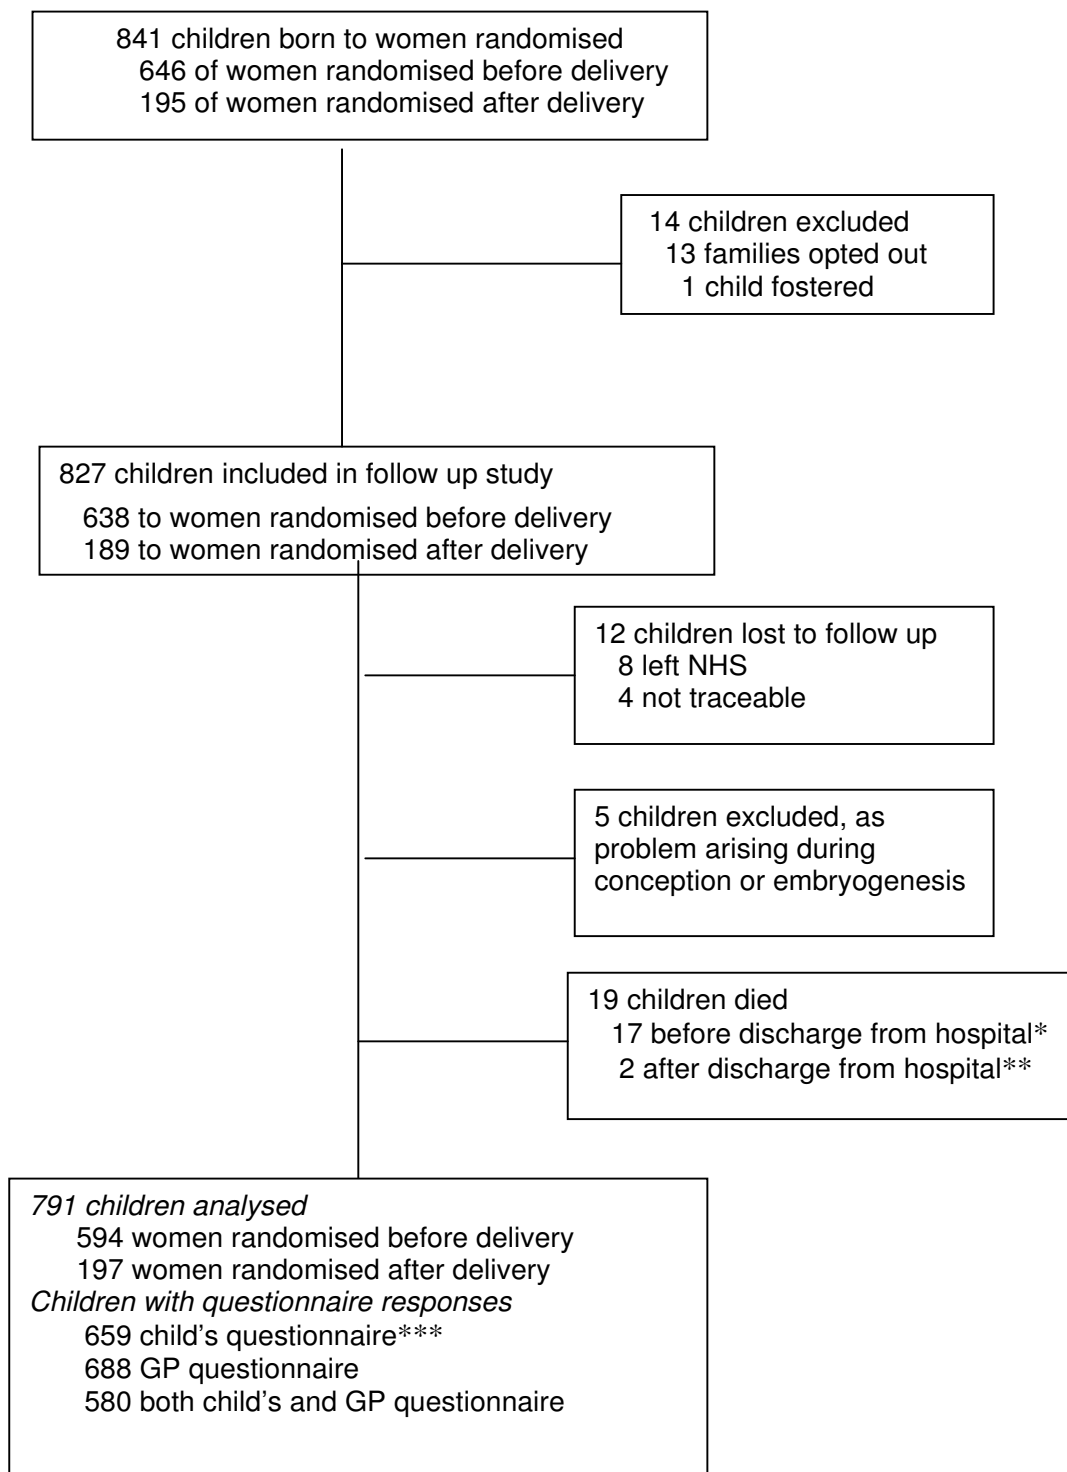 841 children born to women randomised
646 of women randomised before delivery
195 of women randomised after delivery
14 children excluded
13 families opted out
1 child fostered
827 children included in follow up study
638 to women randomised before delivery
189 to women randomised after delivery
12 children lost to follow up
8 left NHS
4 not traceable
5 children excluded, as
problem arising during
conception or embryogenesis
19 children died
17 before discharge from hospital*
2 after discharge from hospital**
791 children analysed
594 women randomised before delivery
197 women randomised after delivery
Children with questionnaire responses
659 child's questionnaire***
688 GP questionnaire
580 both child's and GP questionnaire